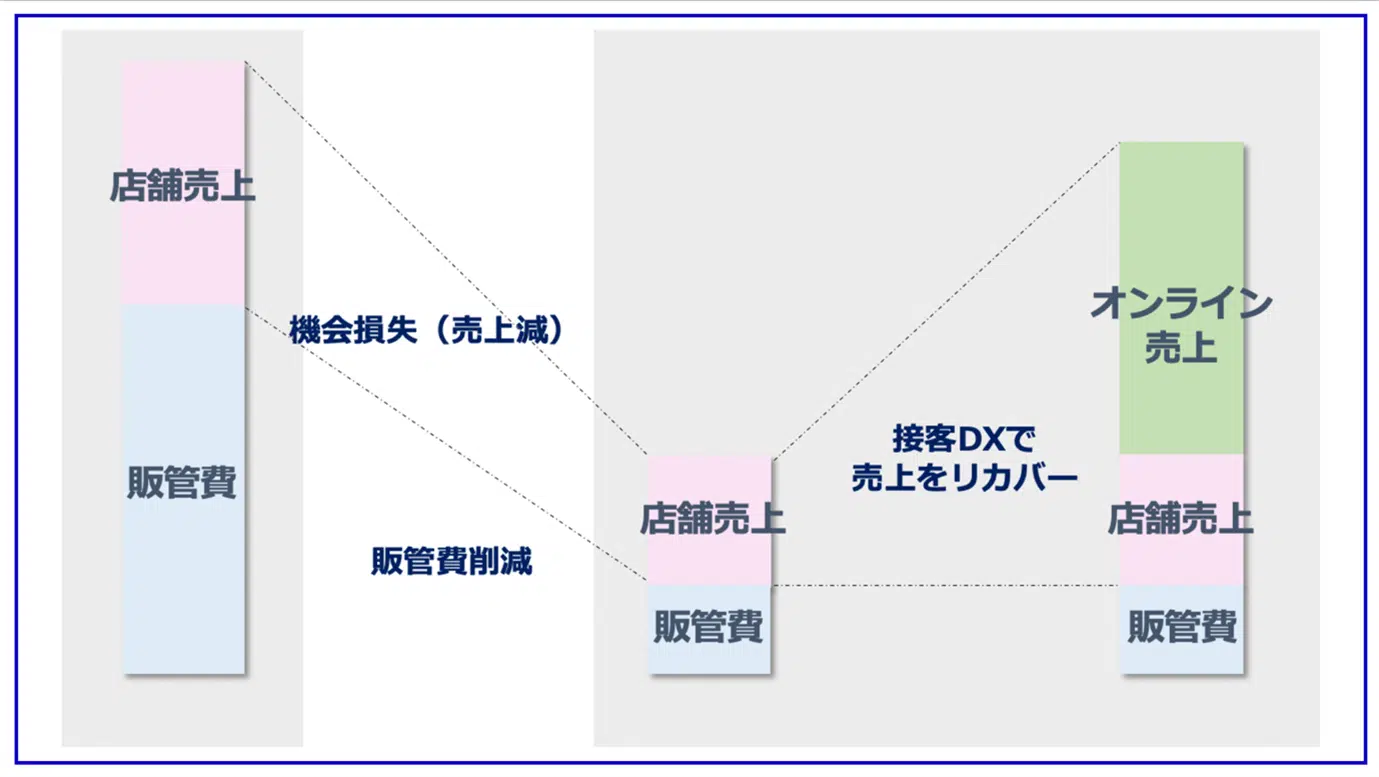 店舗売上
販管費
機会損失（売上減）
販管費削減
店舗売上
販管費
接客DXで
売上をリカバー
オンライン
売上
店舗売上
販管費